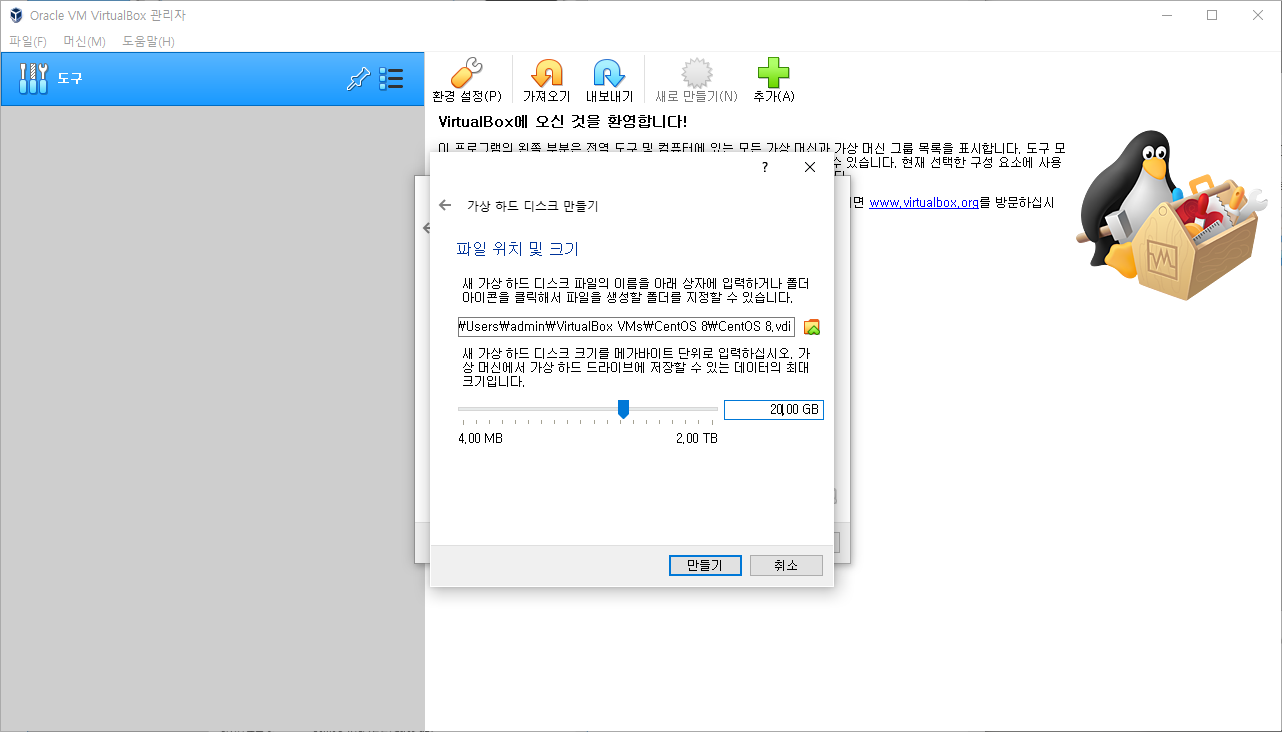 Oracle VM VirtualBox 관리자
파일(F) 머신(M) 도움말(H)
도구
환경 설정(P) 가져오기 내보내기 새로 만들기(N) 추가(A)
VirtualBox에 오신 것을 환영합니다!
이 프로그램의 왼쪽 부분은 전역 도구 및 컴퓨터에 있는 모든 가상 머신과 가상 머신 그룹 목록을 표시합니다. 도구 모
수 있습니다. 현재 선택한 구성 요소에 사용
면 www.virtualbox.org를 방문하십시
?
가상 하드 디스크 만들기
파일 위치 및 크기
새 가상 하드 디스크 파일의 이름을 아래 상자에 입력하거나 폴더
아이콘을 클릭해서 파일을 생성할 폴더를 지정할 수 있습니다.
₩Users₩admin₩VirtualBox VMs₩CentOS 8₩CentOS 8.vdi
새 가상 하드 디스크 크기를 메가바이트 단위로 입력하십시오. 가
상 머신에서 가상 하드 드라이브에 저장할 수 있는 데이터의 최대
크기입니다.
20.00 GB
4.00 MB 2.00 TB
만들기 취소